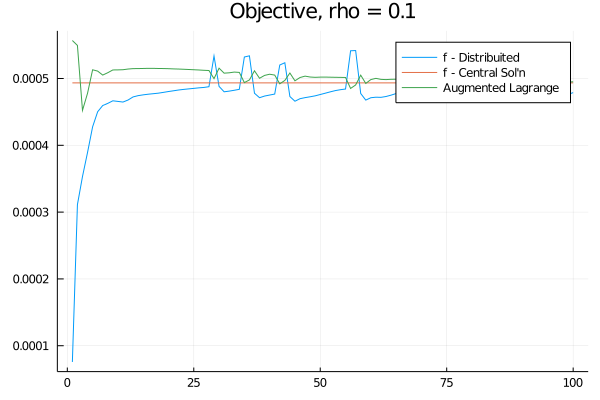 Objective, rho = 0.1
f - Distribuited
f - Central Sol'n
Augmented Lagrange
0.0005
0.0004
0.0003
0.0002
0.0001
0
25
50
75
100